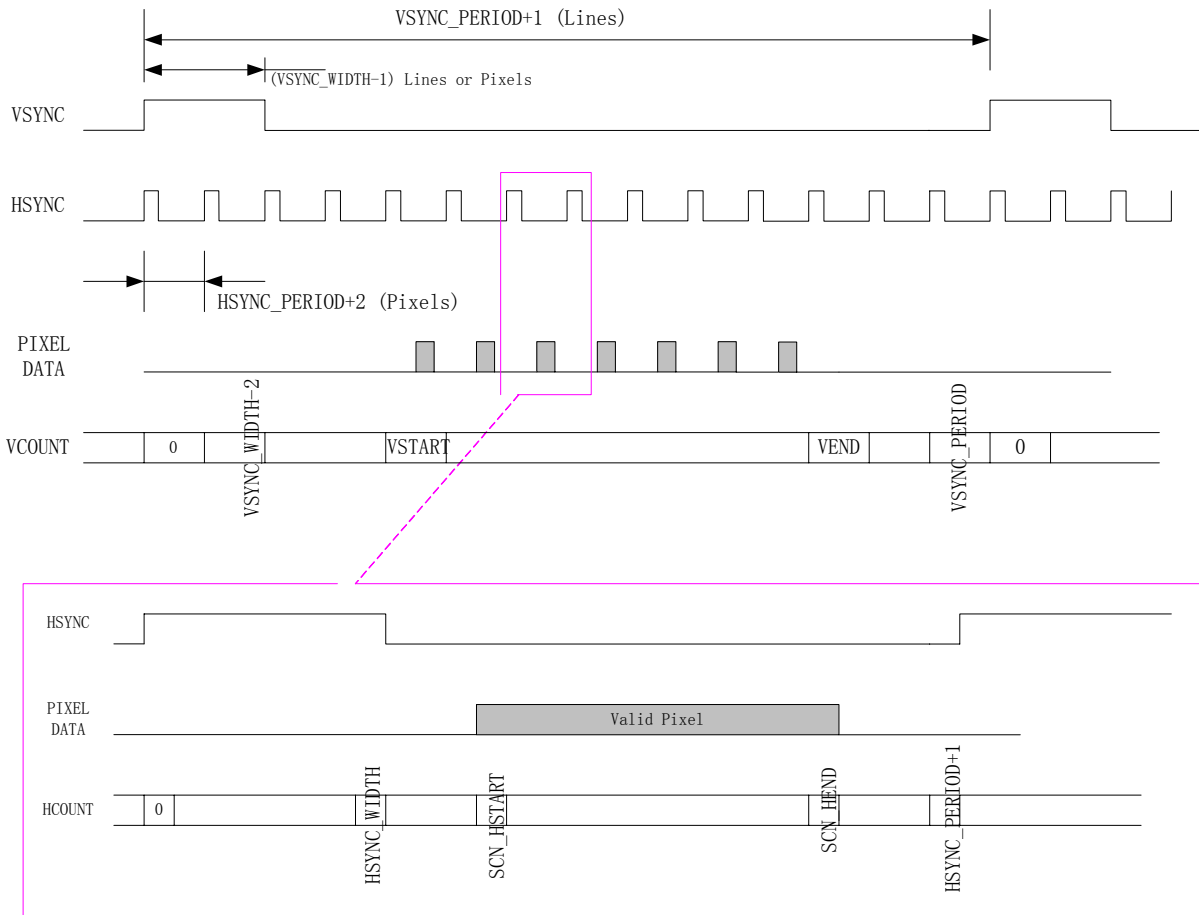 VSYNC_PERIOD+1 (Lines)
(VSYNC_WIDTH-1) Lines or Pixels
VSYNC
HSYNC
HSYNC_PERIOD+2 (Pixels)
PIXEL
DATA
VCOUNT
0
VSYNC_WIDTH-2
VSTART
VEND
VSYNC_PERIOD
0
HSYNC
PIXEL
DATA
Valid Pixel
HCOUNT
0
HSYNC_WIDTH
SCN_HSTART
SCN_HEND
HSYNC_PERIOD+1